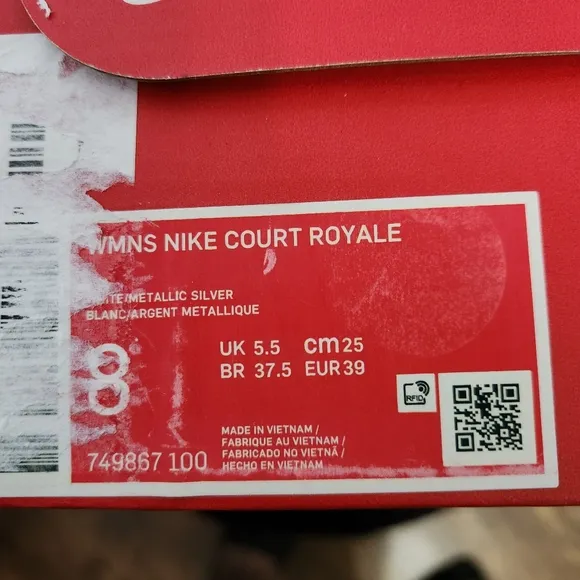 WMNS NIKE COURT ROYALE
/METALLIC SILVER
BLANC/ARGENT METALLIQUE
8
UK 5.5 cm 25
BR 37.5 EUR 39
RFID
MADE IN VIETNAM /
FABRIQUE AU VIETNAM /
FABRICADO NO VIETNÃ /
HECHO EN VIETNAM
749867 100